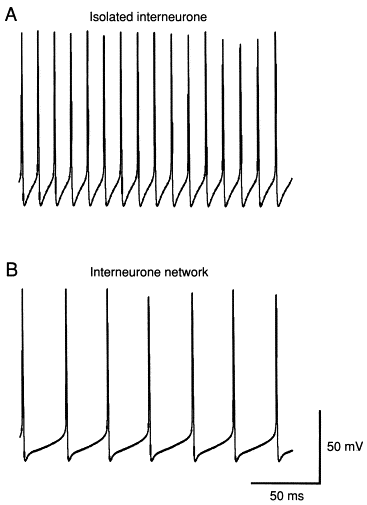 A
Isolated interneurone
B
Interneurone network
50 mV
50 ms